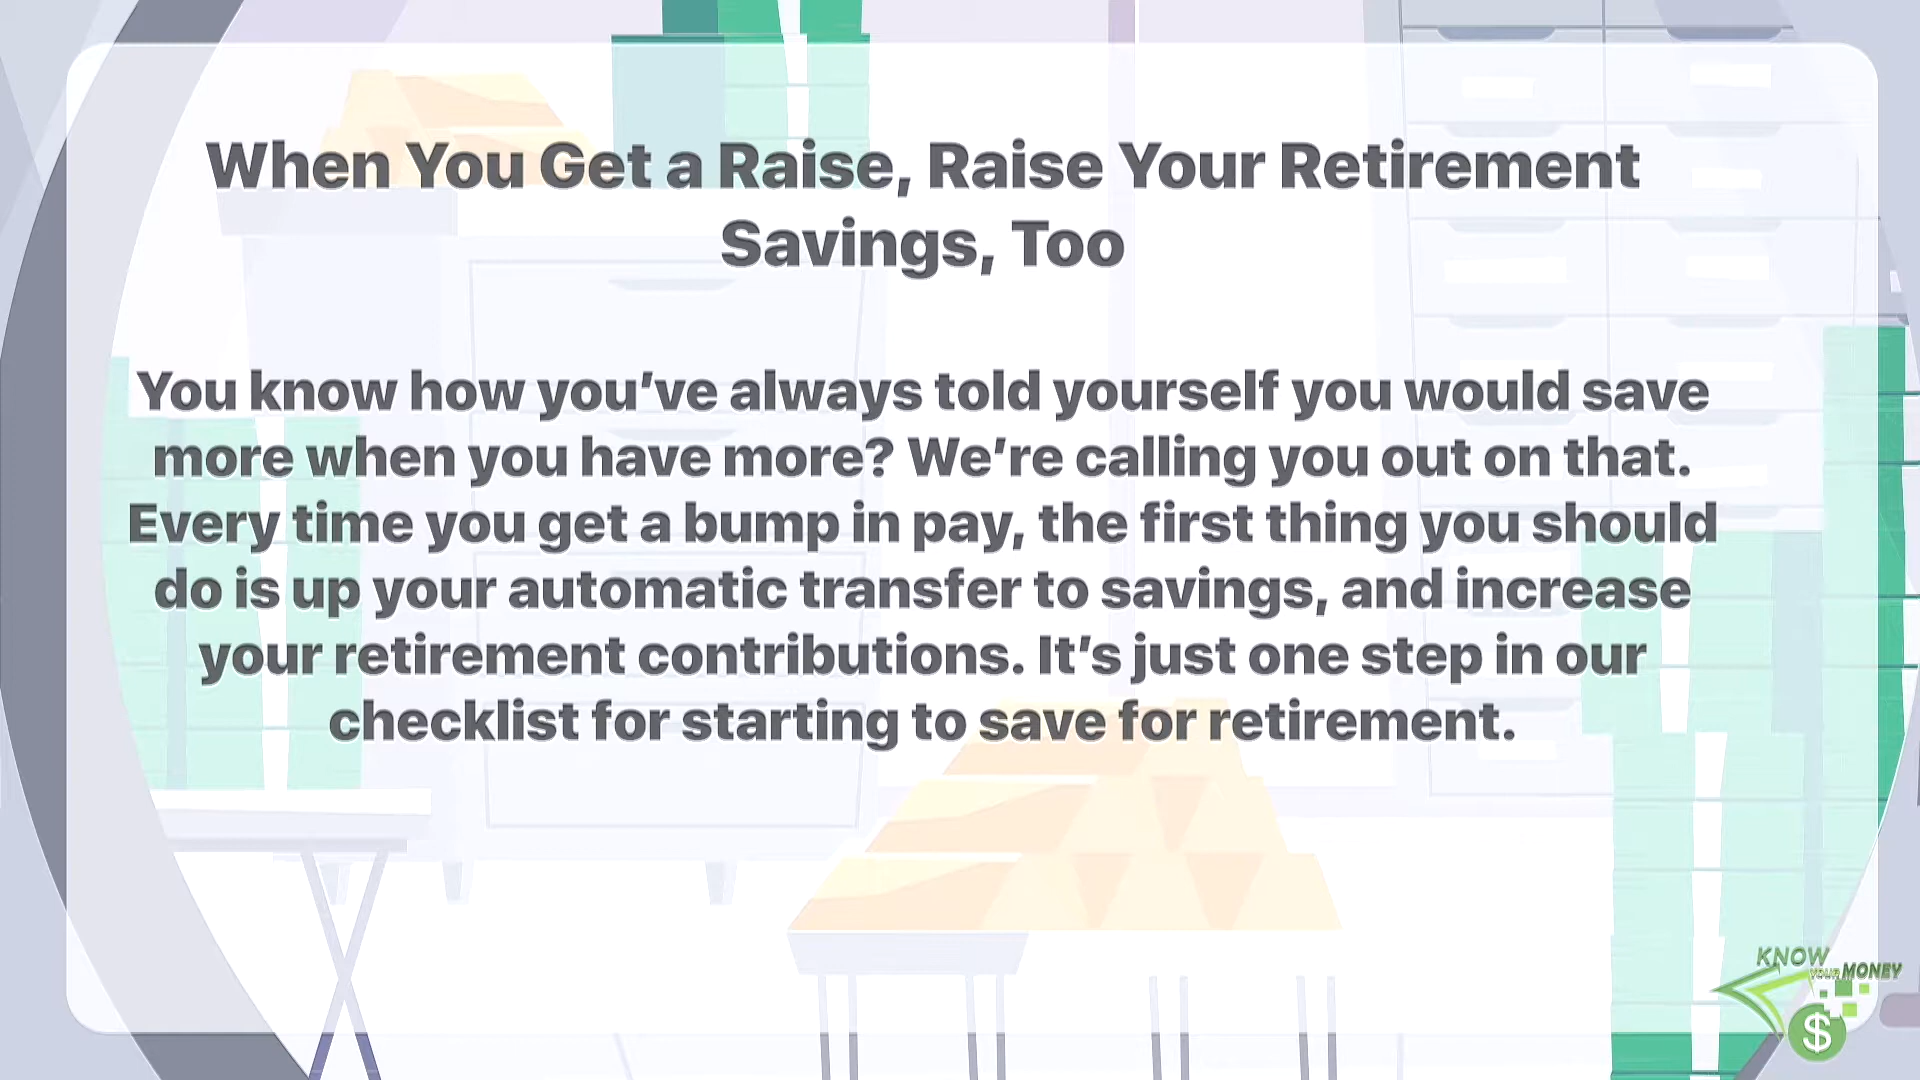 When You Get a Raise, Raise Your Retirement
Savings, Too
You know how you’ve always told yourself you would save
more when you have more? We’re calling you out on that.
Every time you get a bump in pay, the first thing you should
do is up your automatic transfer to savings, and increase
your retirement contributions. It’s just one step in our
checklist for starting to save for retirement.
KNOW
YOUR MONEY
$